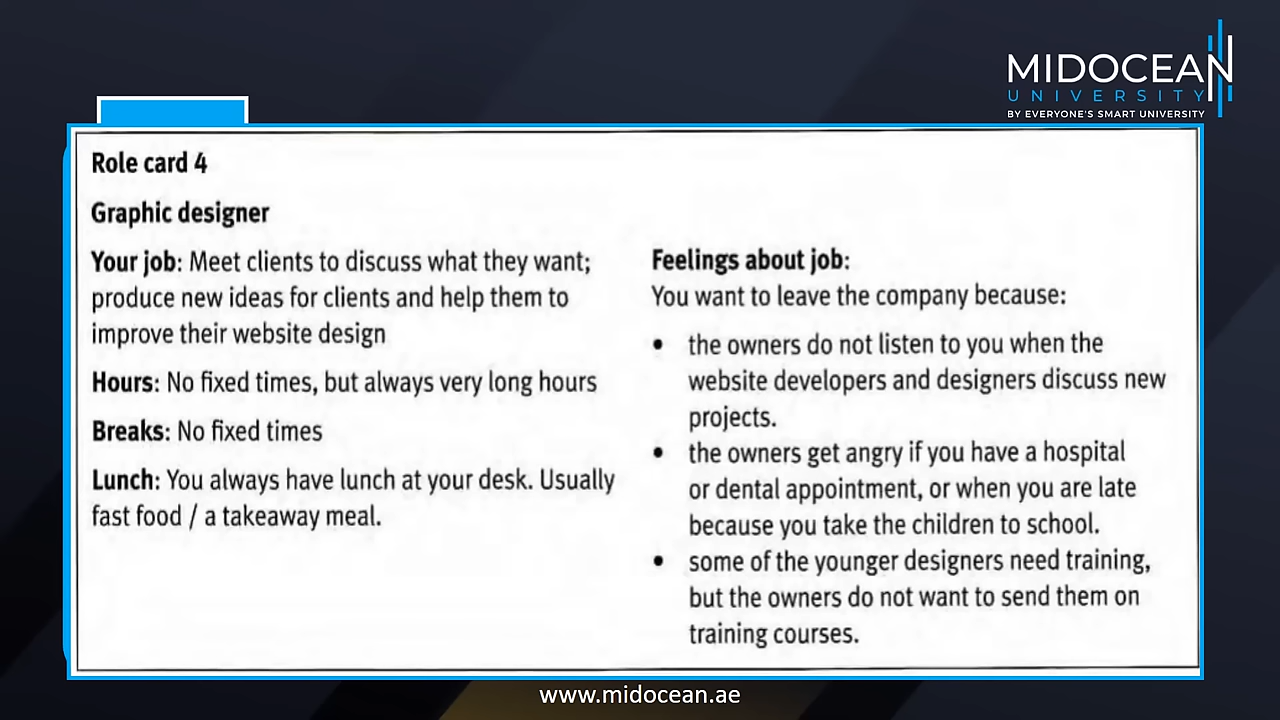 MIDOCEAN
UNIVERSITY
BY EVERYONE'S SMART UNIVERSITY
Role card 4
Graphic designer
Your job: Meet clients to discuss what they want;
produce new ideas for clients and help them to
improve their website design
Hours: No fixed times, but always very long hours
Breaks: No fixed times
Lunch: You always have lunch at your desk. Usually
fast food / a takeaway meal.
Feelings about job:
You want to leave the company because:
• the owners do not listen to you when the
website developers and designers discuss new
projects.
• the owners get angry if you have a hospital
or dental appointment, or when you are late
because you take the children to school.
• some of the younger designers need training,
but the owners do not want to send them on
training courses.
www.midocean.ae